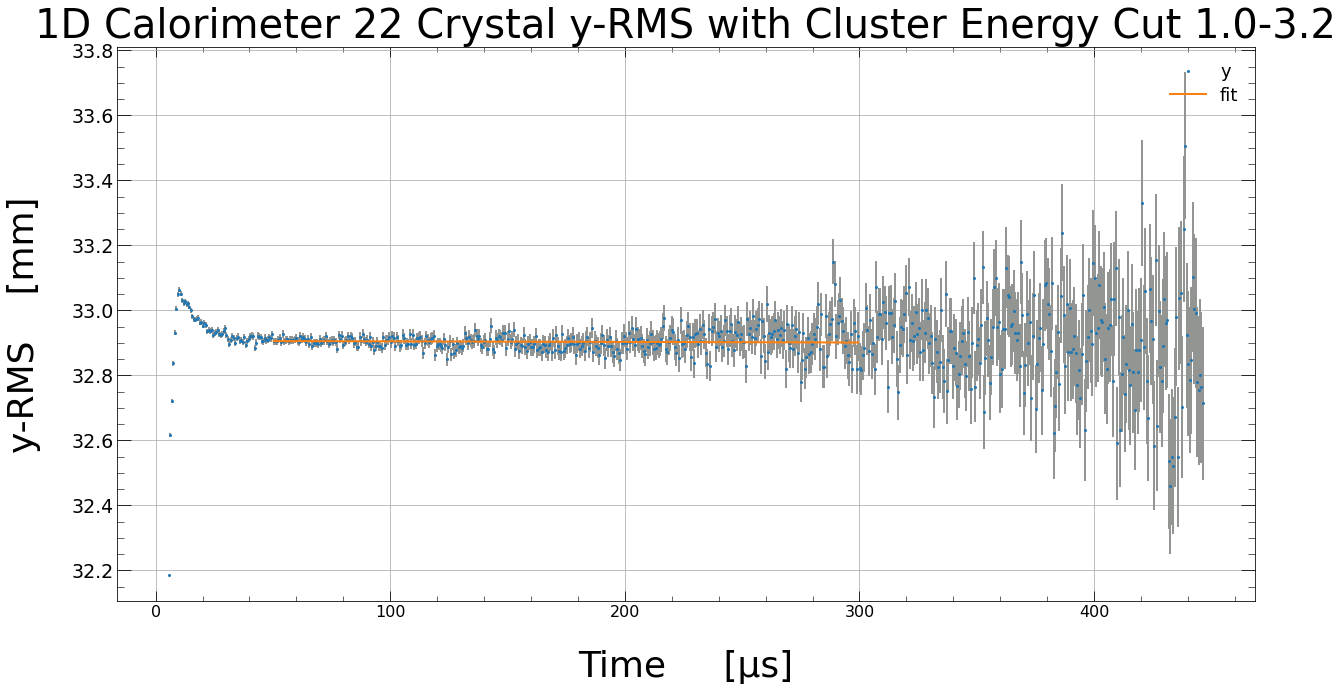 1D Calorimeter 22 Crystal y-RMS with Cluster Energy Cut 1.0-3.2
y
fit
33.8
33.6
33.4
33.2
33.0
32.8
32.6
32.4
32.2
y-RMS [mm]
0 100 200 300 400
Time [µs]